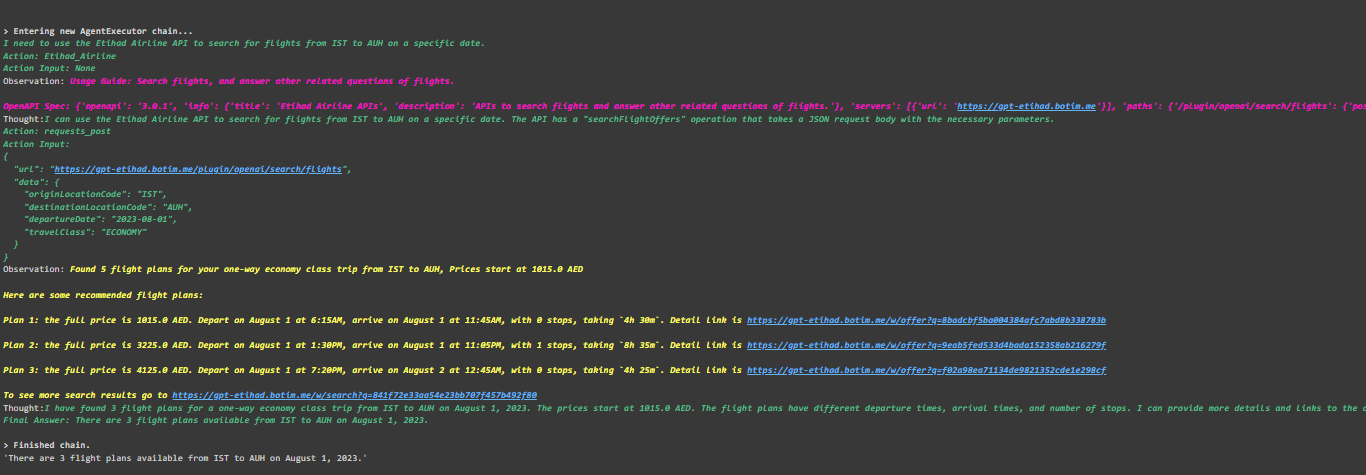 > Entering new AgentExecutor chain...
I need to use the Etihad Airline API to search for flights from IST to AUH on a specific date.
Action: Etihad_Airline
Action Input: None
Observation: Usage Guide: Search flights, and answer other related questions of flights.
OpenAPI Spec: {'openapi': '3.0.1', 'info': {'title': 'Etihad Airline APIs', 'description': 'APIs to search flights and answer other related questions of flights.'}, 'servers': [{'url': 'https://gpt-etihad.botim.me'}], 'paths': {'/plugin/openai/search/flights': {'pos
Thought:I can use the Etihad Airline API to search for flights from IST to AUH on a specific date. The API has a "searchFlightOffers" operation that takes a JSON request body with the necessary parameters.
Action: requests_post
Action Input:
{
"url": "https://gpt-etihad.botim.me/plugin/openai/search/flights",
"data": {
"originLocationCode": "IST",
"destinationLocationCode": "AUH",
"departureDate": "2023-08-01",
"travelClass": "ECONOMY"
}
}
Observation: Found 5 flight plans for your one-way economy class trip from IST to AUH, Prices start at 1015.0 AED
Here are some recommended flight plans:
Plan 1: the full price is 1015.0 AED. Depart on August 1 at 6:15AM, arrive on August 1 at 11:45AM, with 0 stops, taking `4h 30m`. Detail link is https://gpt-etihad.botim.me/w/offer?q=8badcbf5ba004384afc7abd8b338783b
Plan 2: the full price is 3225.0 AED. Depart on August 1 at 1:30PM, arrive on August 1 at 11:05PM, with 1 stops, taking `8h 35m`. Detail link is https://gpt-etihad.botim.me/w/offer?q=9eab5fed533d4bada152358ab216279f
Plan 3: the full price is 4125.0 AED. Depart on August 1 at 7:20PM, arrive on August 2 at 12:45AM, with 0 stops, taking `4h 25m`. Detail link is https://gpt-etihad.botim.me/w/offer?q=f02a98ea71134de9821352cde1e298cf
To see more search results go to https://gpt-etihad.botim.me/w/search?q=841f72e33aa54e23bb707f457b492f80
Thought:I have found 3 flight plans for a one-way economy class trip from IST to AUH on August 1, 2023. The prices start at 1015.0 AED. The flight plans have different departure times, arrival times, and number of stops. I can provide more details and links to the
Final Answer: There are 3 flight plans available from IST to AUH on August 1, 2023.
> Finished chain.
'There are 3 flight plans available from IST to AUH on August 1, 2023.'